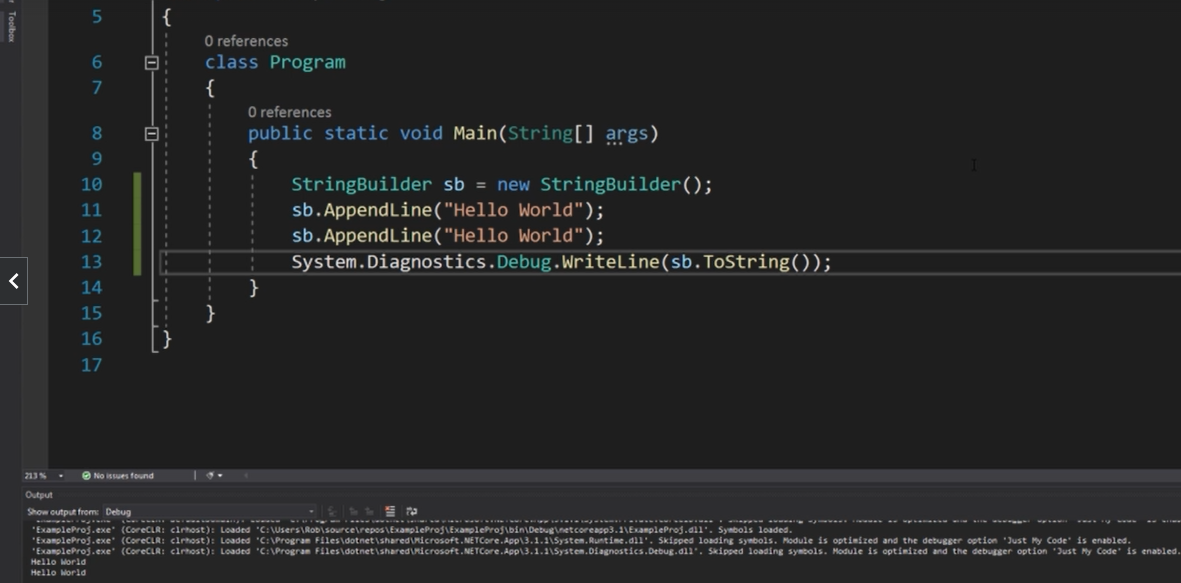 Toolbox
5 {
0 references
6 class Program
7 {
0 references
8 public static void Main(String[] args)
9 {
10 StringBuilder sb = new StringBuilder();
11 sb.AppendLine("Hello World");
12 sb.AppendLine("Hello World");
13 System.Diagnostics.Debug.WriteLine(sb.ToString());
14 }
15 }
16 }
17
213 % No issues found
Output
Show output from: Debug
'ExampleProj.exe' (CoreCLR: clrhost): Loaded 'C:\Users\Rob\source\repos\ExampleProj\ExampleProj\bin\Debug\netcoreapp3.1\ExampleProj.dll'. Symbols loaded.
'ExampleProj.exe' (CoreCLR: clrhost): Loaded 'C:\Program Files\dotnet\shared\Microsoft.NETCore.App\3.1.1\System.Runtime.dll'. Skipped loading symbols. Module is optimized and the debugger option 'Just My Code' is enabled.
'ExampleProj.exe' (CoreCLR: clrhost): Loaded 'C:\Program Files\dotnet\shared\Microsoft.NETCore.App\3.1.1\System.Diagnostics.Debug.dll'. Skipped loading symbols. Module is optimized and the debugger option 'Just My Code' is enabled.
Hello World
Hello World